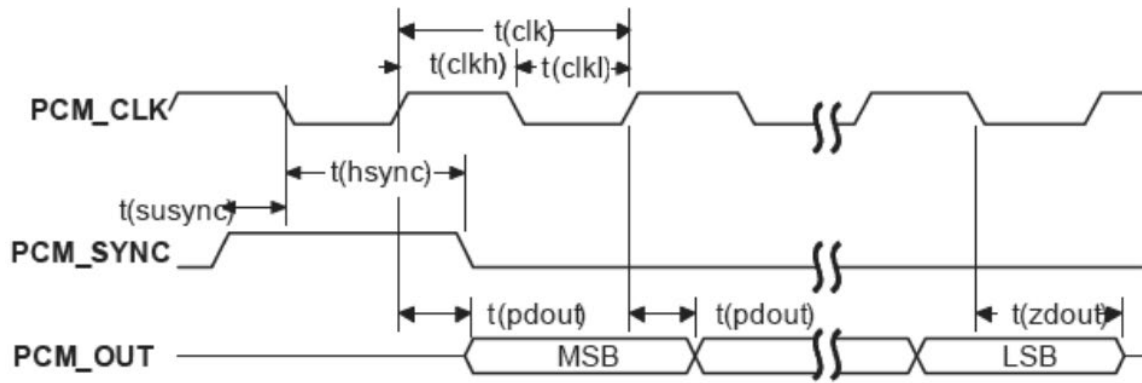 t(clk)
t(clkh) t(clkl)
PCM_CLK
t(hsync)
t(susync)
PCM_SYNC
t(pdout) t(pdout) t(zdout)
PCM_OUT MSB LSB